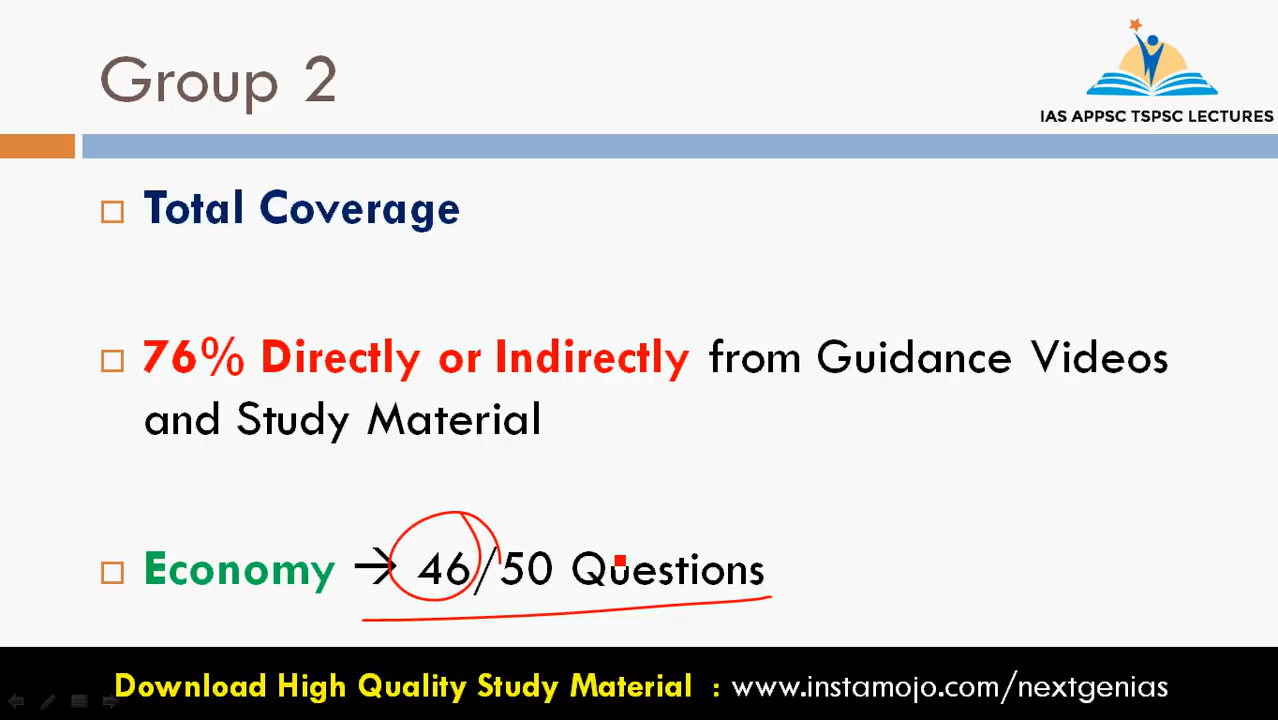 Group 2
IAS APPSC TSPSC LECTURES
Total Coverage
76% Directly or Indirectly from Guidance Videos
and Study Material
Economy → 46/50 Questions
Download High Quality Study Material : www.instamojo.com/nextgenias